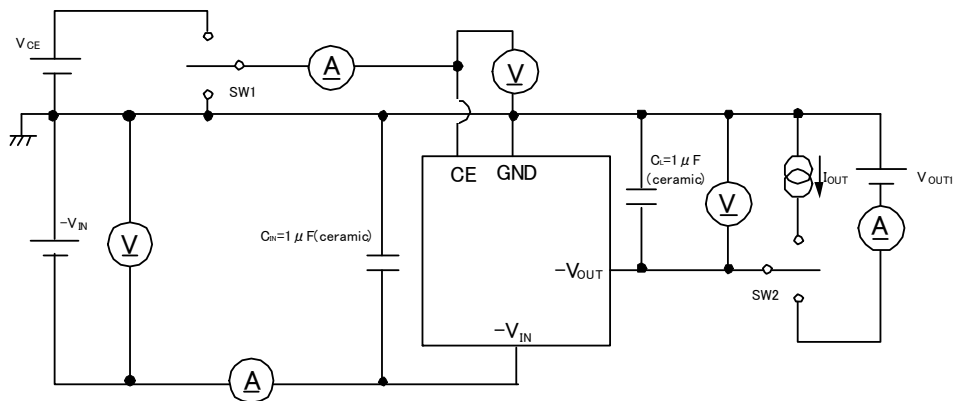 VCE
A
V
SW1
CE
GND
CL=1μF
(ceramic)
IOUT
VOUT1
-VIN
V
CIN=1μF(ceramic)
V
A
-VOUT
SW2
-VIN
A